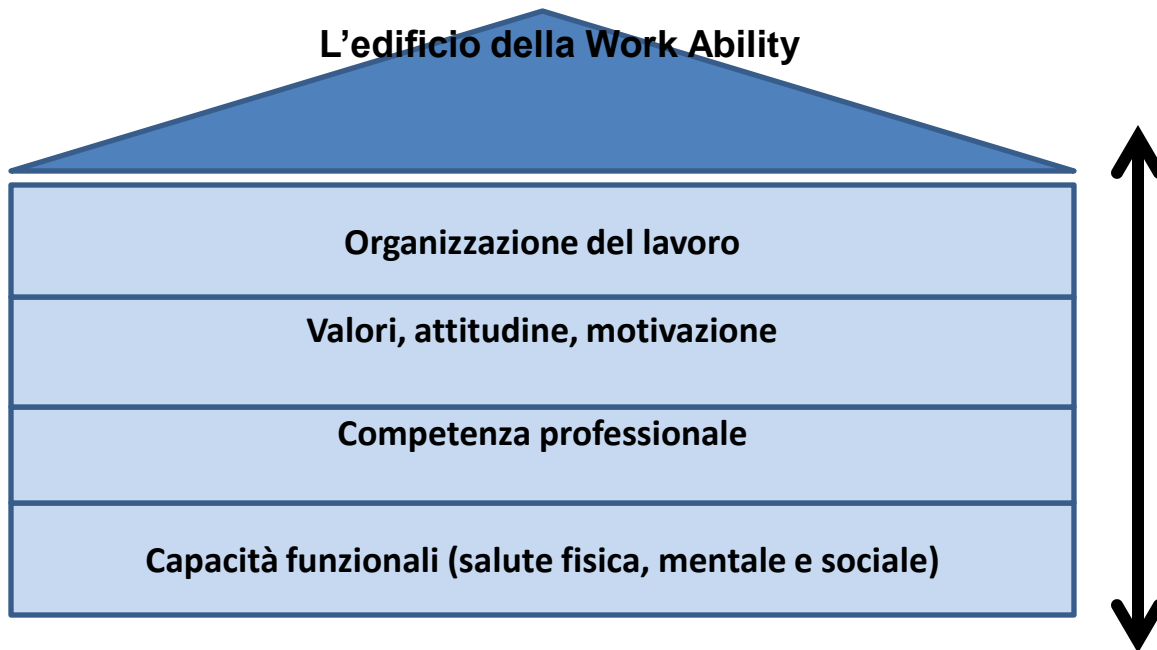 L’edificio della Work Ability
Organizzazione del lavoro
Valori, attitudine, motivazione
Competenza professionale
Capacità funzionali (salute fisica, mentale e sociale)